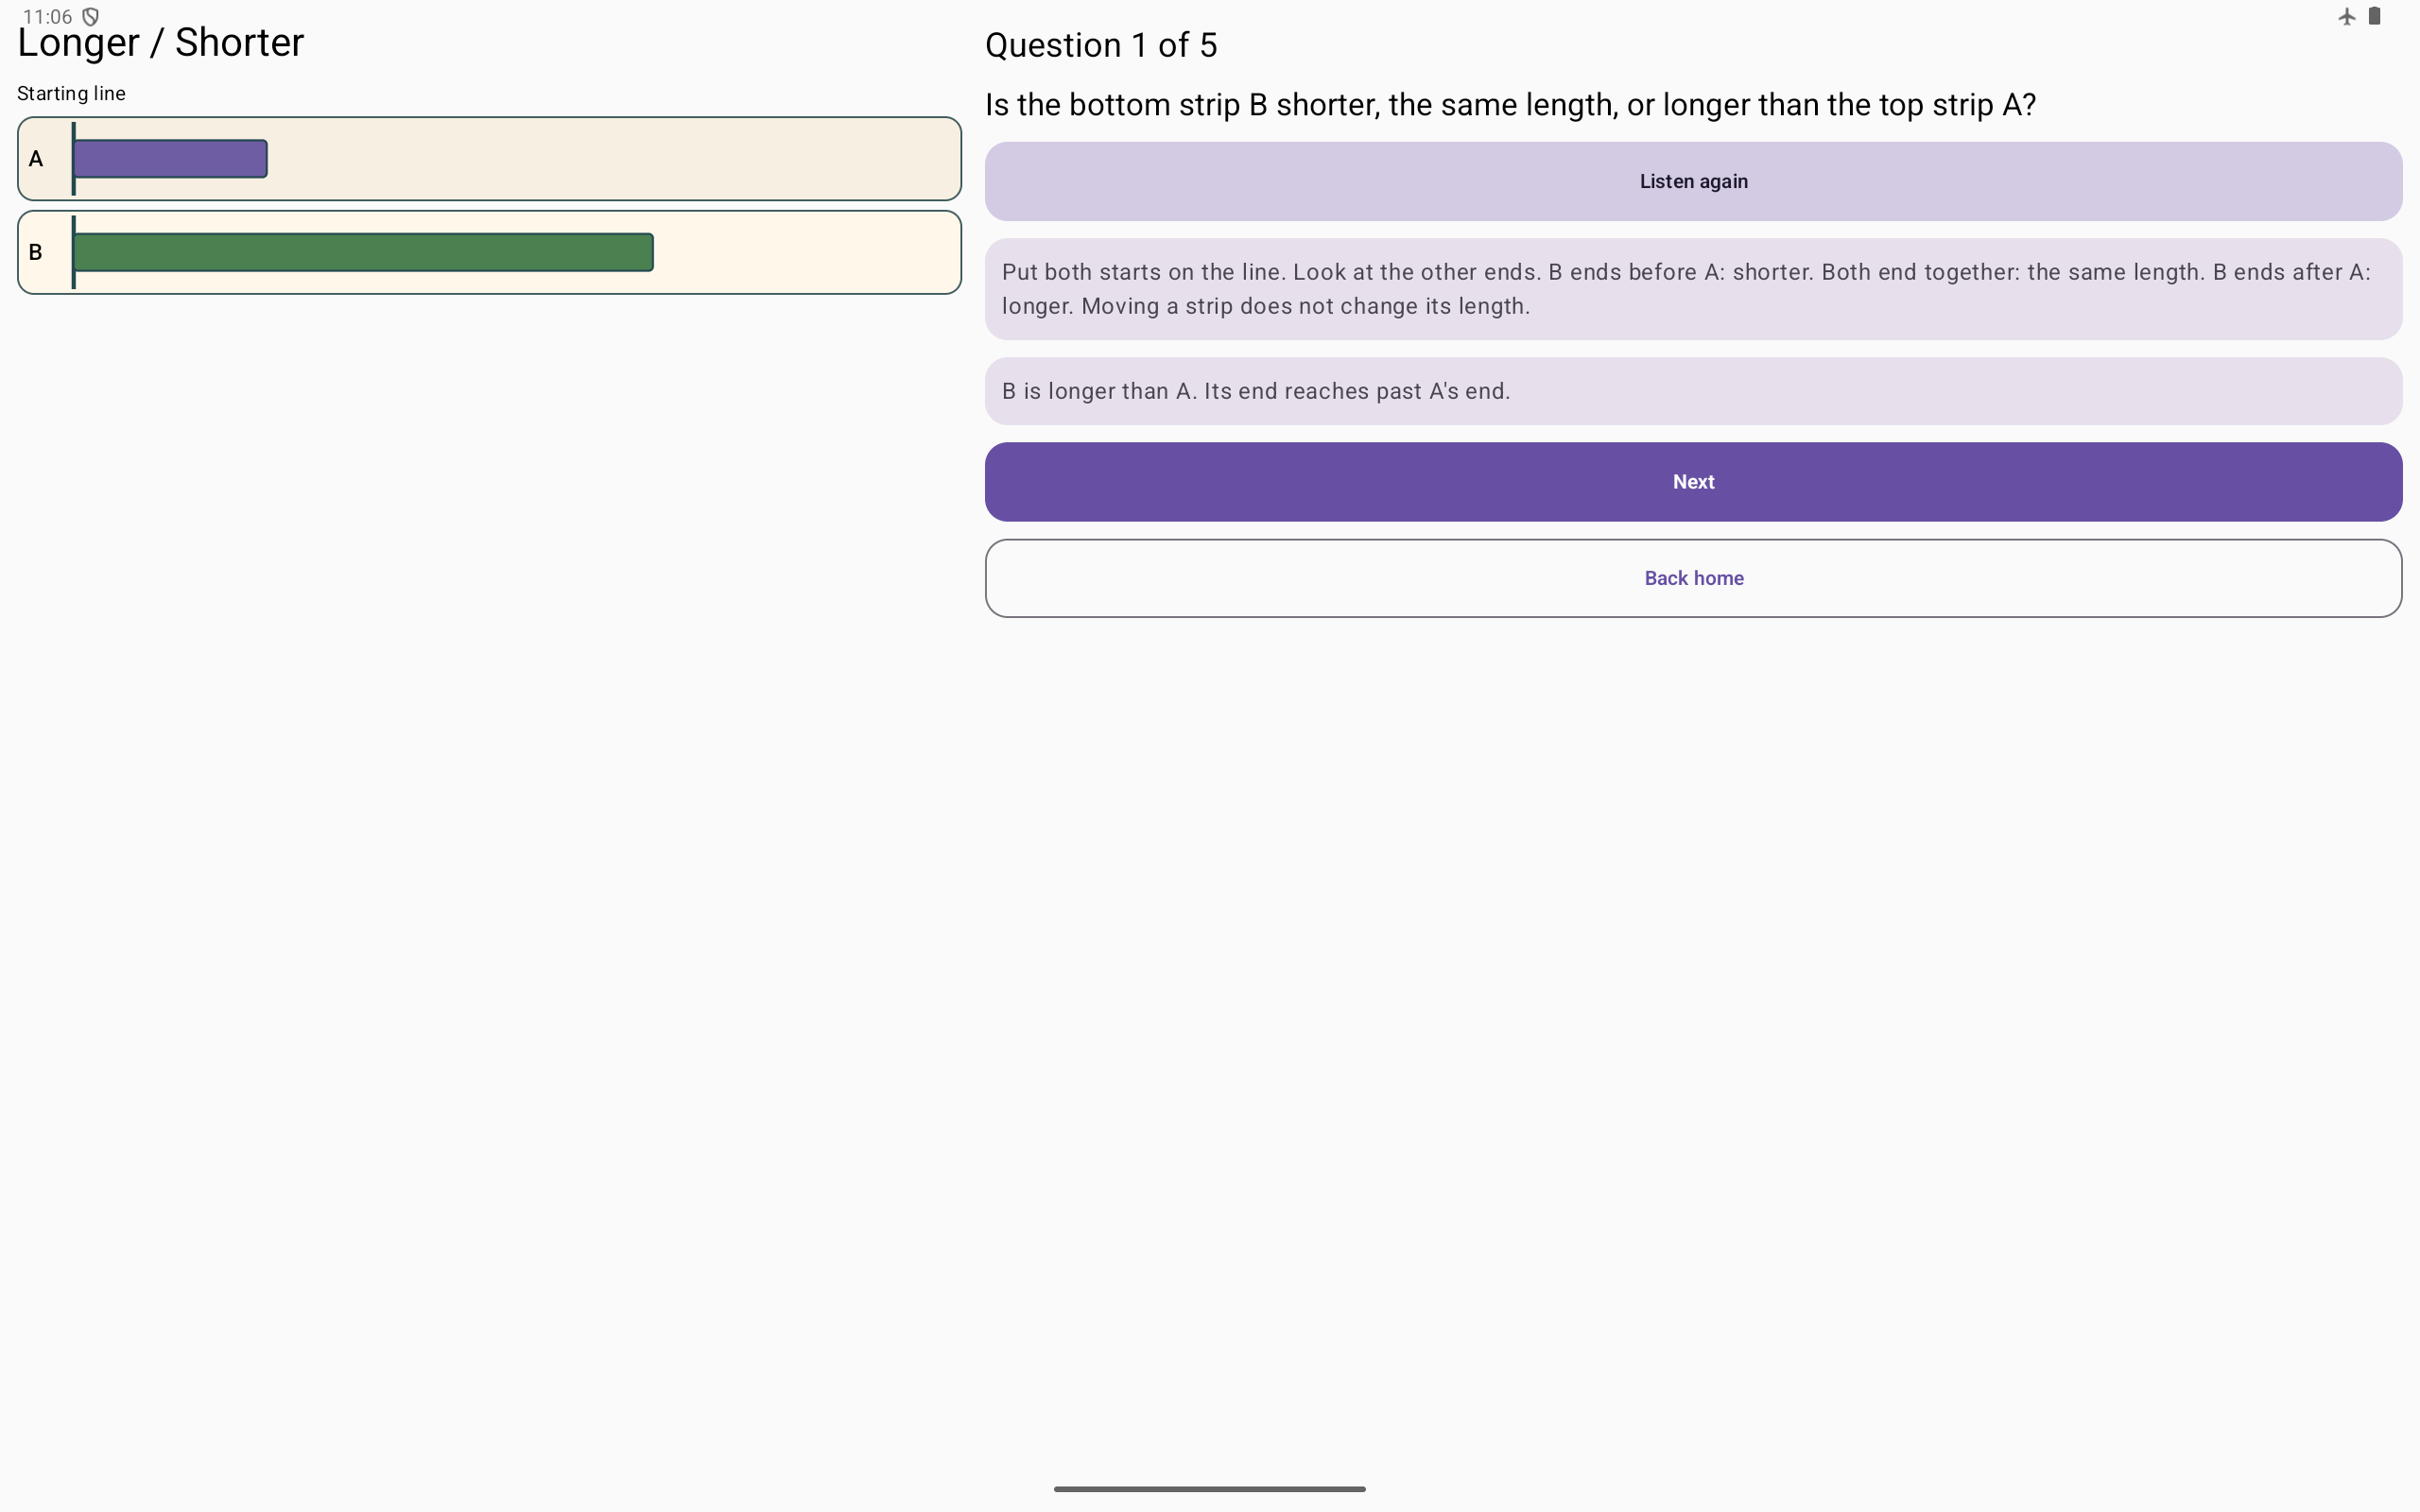 11:06
Longer / Shorter
Starting line
A
B
Question 1 of 5
Is the bottom strip B shorter, the same length, or longer than the top strip A?
Listen again
Put both starts on the line. Look at the other ends. B ends before A: shorter. Both end together: the same length. B ends after A:
longer. Moving a strip does not change its length.
B is longer than A. Its end reaches past A's end.
Next
Back home